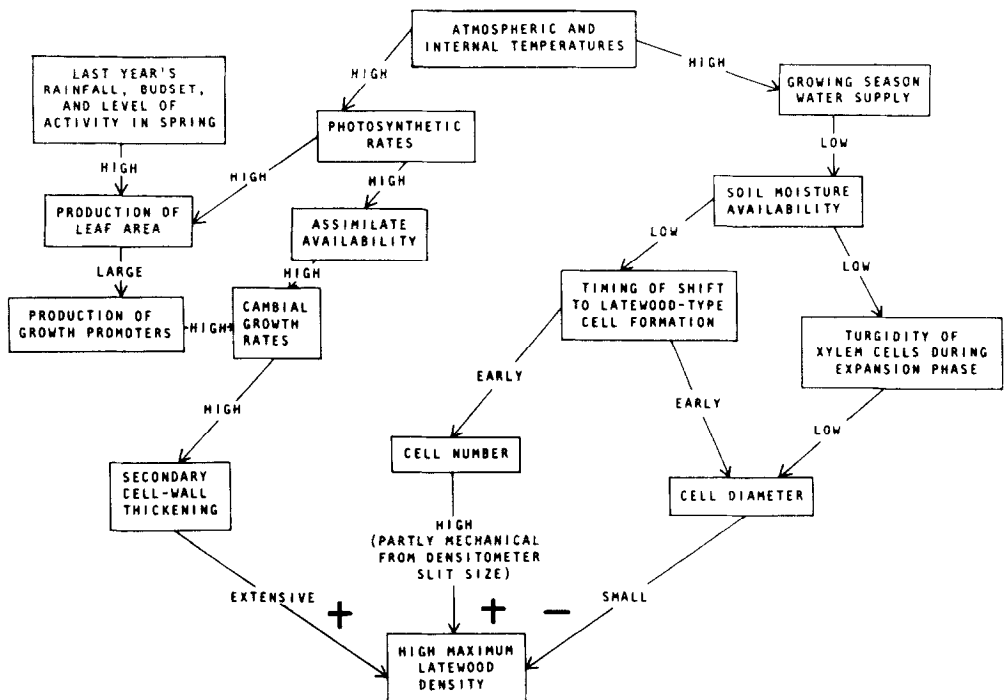 ATMOSPHERIC AND
INTERNAL TEMPERATURES
LAST YEAR'S
RAINFALL, BUDGET,
AND LEVEL OF
ACTIVITY IN SPRING
HIGH
HIGH
GROWING SEASON
WATER SUPPLY
PHOTOSYNTHETIC
RATES
HIGH
HIGH
HIGH
LOW
PRODUCTION OF
LEAF AREA
ASSIMILATE
AVAILABILITY
SOIL MOISTURE
AVAILABILITY
LARGE
HIGH
LOW
LOW
PRODUCTION OF
GROWTH PROMOTERS
HIGH
CAMBIAL
GROWTH
RATES
TIMING OF SHIFT
TO LATEWOOD-TYPE
CELL FORMATION
TURGIDITY OF
XYLEM CELLS DURING
EXPANSION PHASE
HIGH
EARLY
EARLY
LOW
SECONDARY
CELL-WALL
THICKENING
CELL NUMBER
CELL DIAMETER
HIGH
(PARTLY MECHANICAL
FROM DENSITOMETER
SLIT SIZE)
EXTENSIVE +
+
− SMALL
HIGH MAXIMUM
LATEWOOD
DENSITY